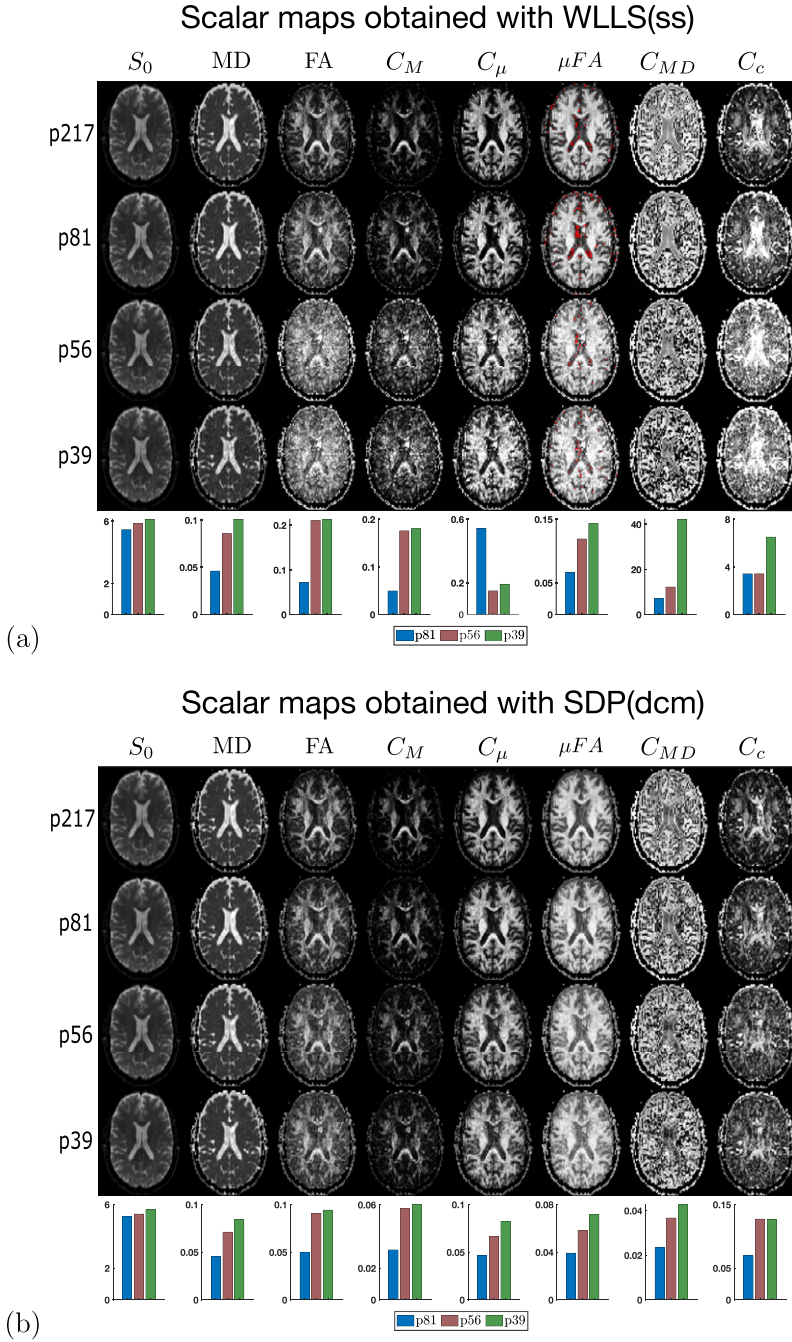 Scalar maps obtained with WLLS(ss)
S0 MD FA CM Cμ μFA CMD Cc
p217
p81
p56
p39
6 0.1 0.2 0.2 0.6 0.15 40 8
2 0.05 0.1 0.1 0.2 0.05 20 4
0 0 0 0 0 0 0 0
p81 p56 p39
(a)
Scalar maps obtained with SDP(dcm)
S0 MD FA CM Cμ μFA CMD Cc
p217
p81
p56
p39
6 0.1 0.1 0.06 0.1 0.08 0.04 0.15
2 0.05 0.05 0.02 0.05 0.04 0.02 0.05
0 0 0 0 0 0 0 0
p81 p56 p39
(b)